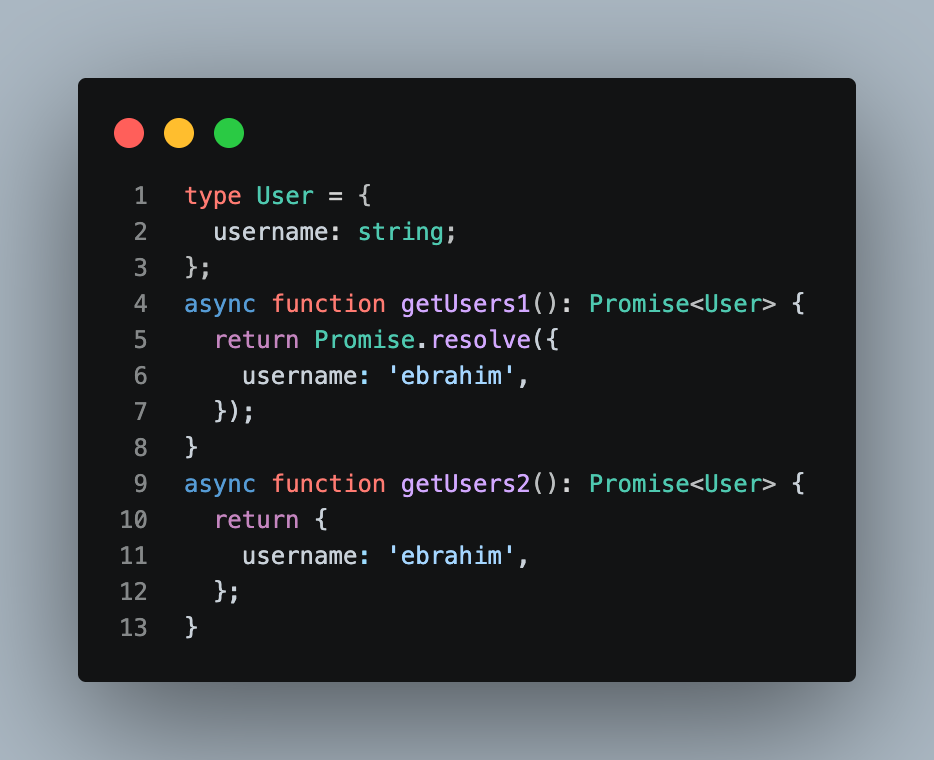 1 type User = {
2   username: string;
3 };
4 async function getUsers1(): Promise<User> {
5   return Promise.resolve({
6     username: 'ebrahim',
7   });
8 }
9 async function getUsers2(): Promise<User> {
10   return {
11     username: 'ebrahim',
12   };
13 }